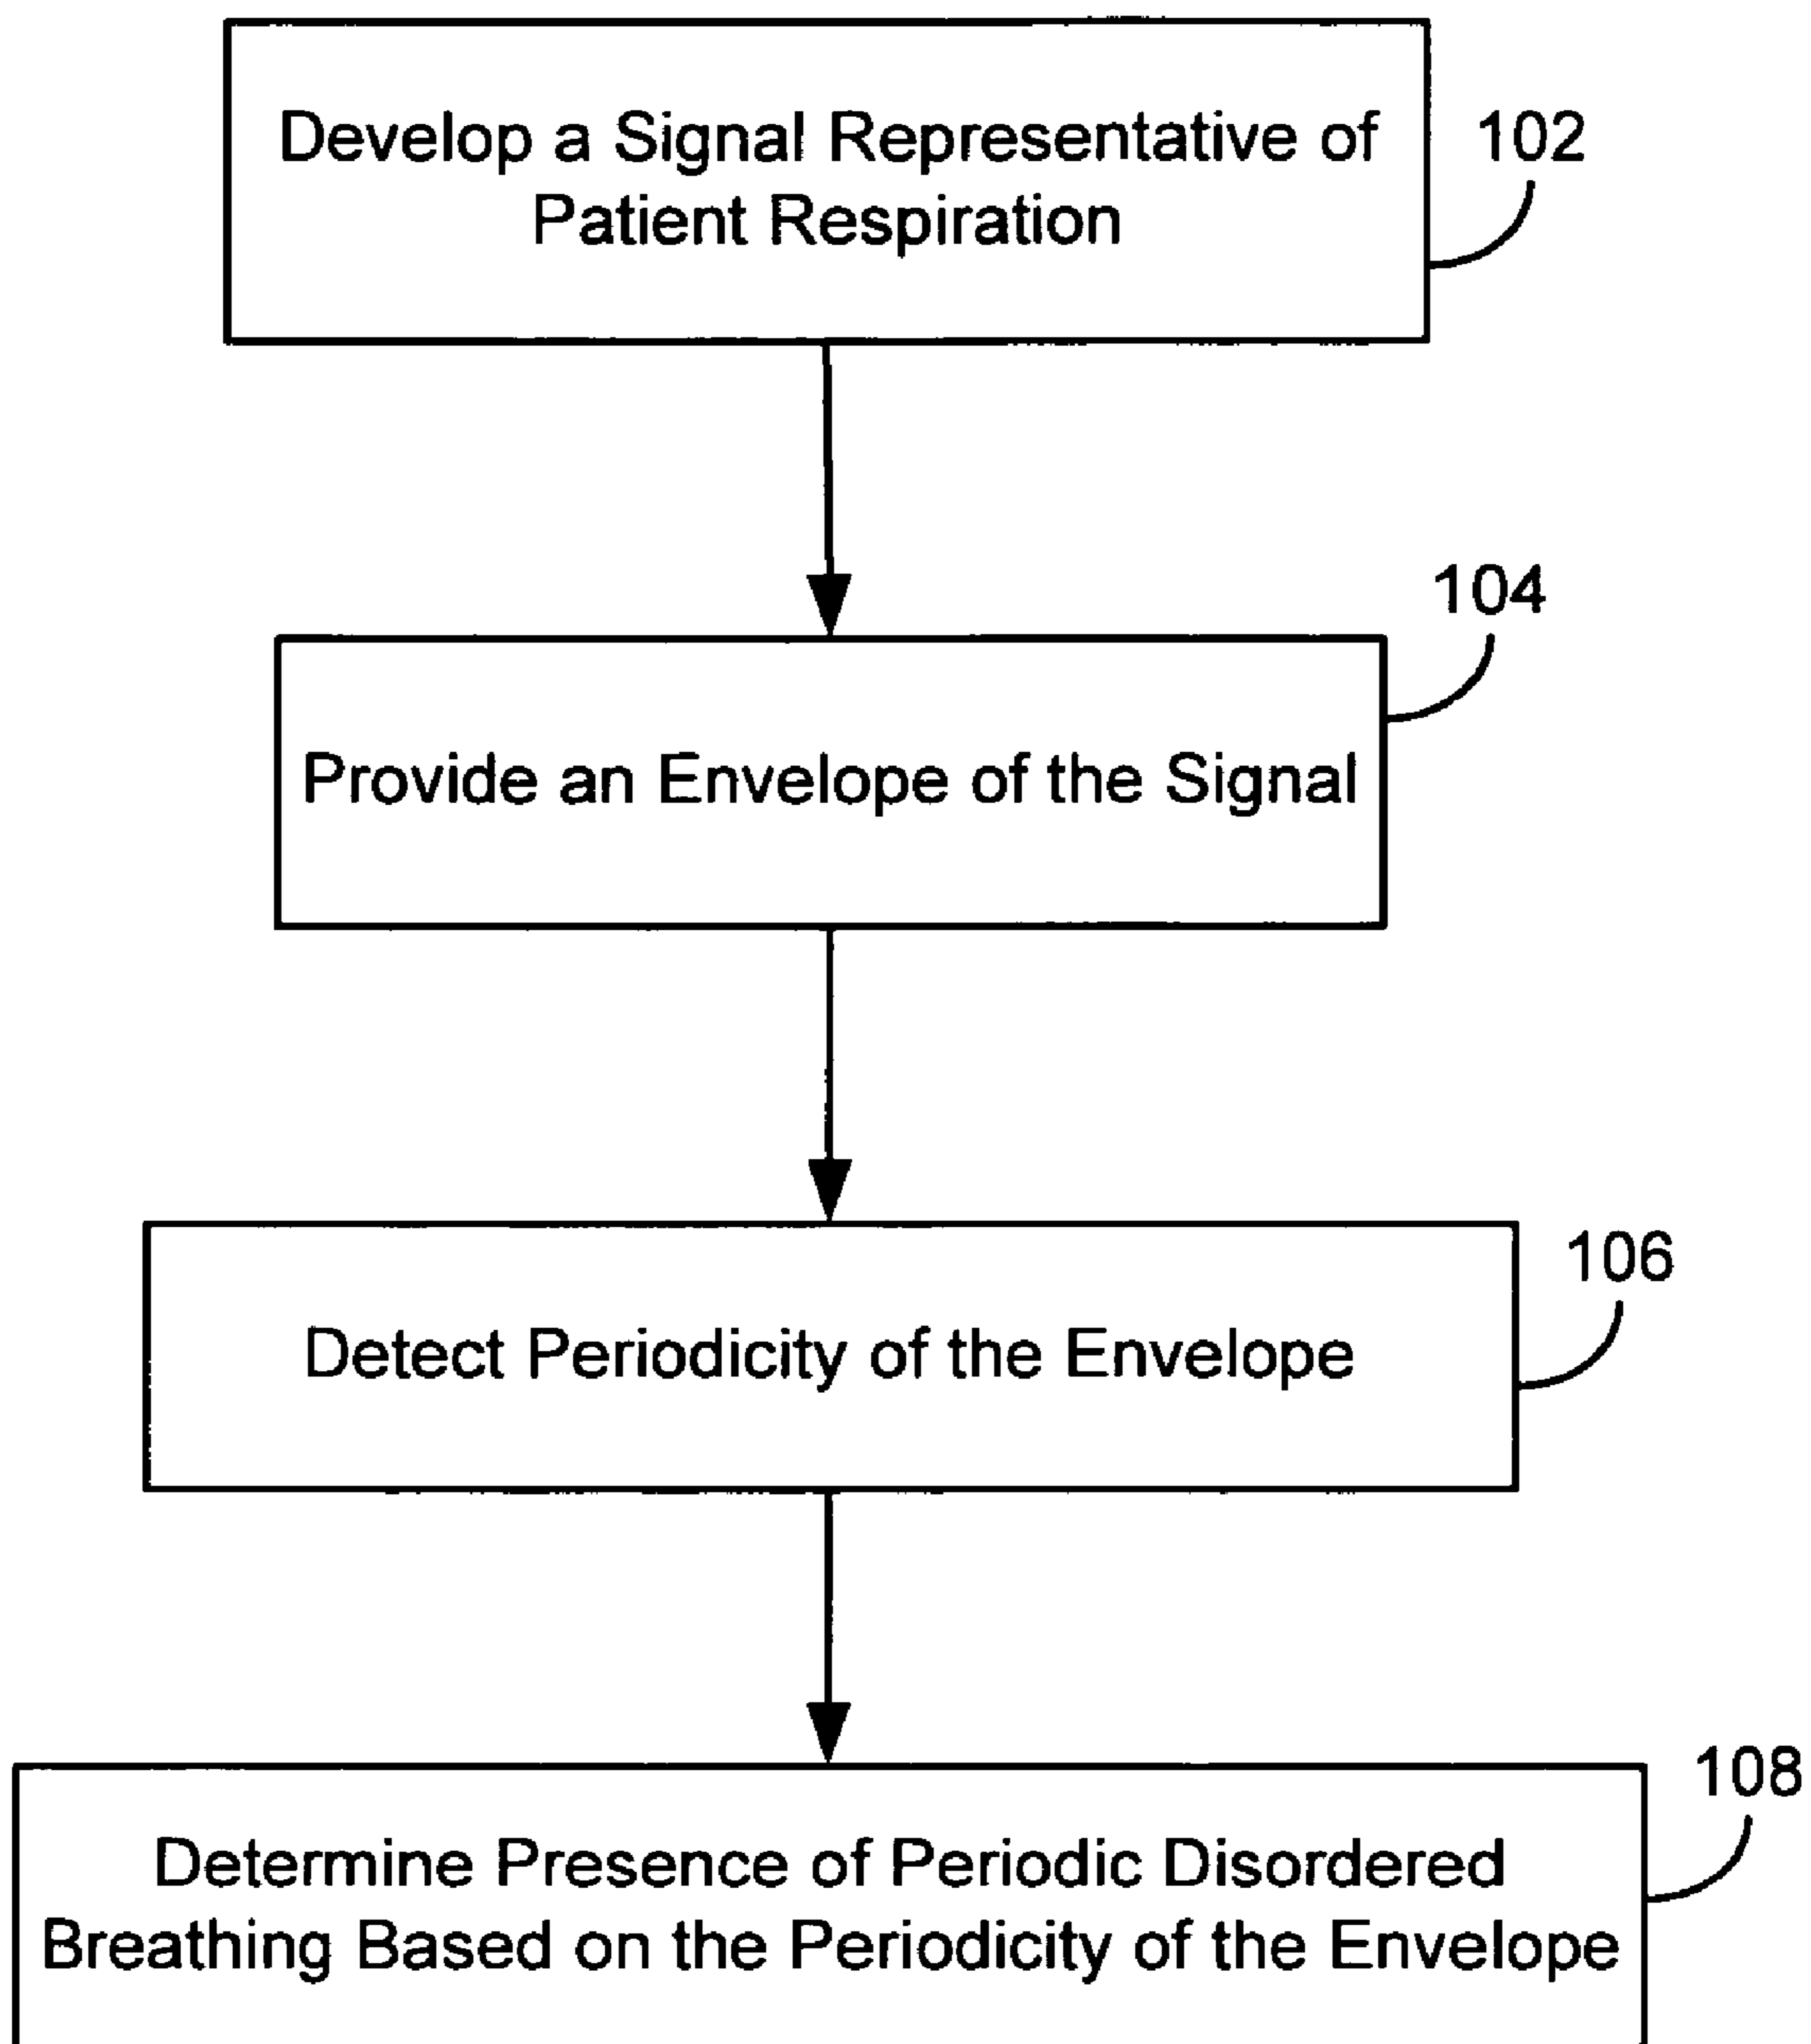 Develop a Signal Representative of
Patient Respiration
102
104
Provide an Envelope of the Signal
106
Detect Periodicity of the Envelope
108
Determine Presence of Periodic Disordered
Breathing Based on the Periodicity of the Envelope